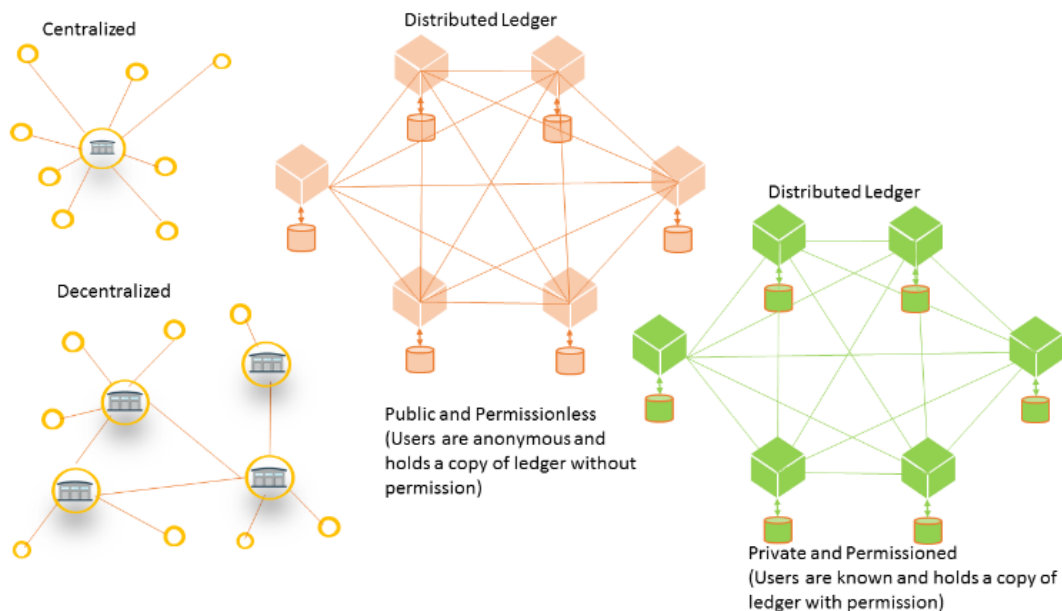 Centralized
Distributed Ledger
Distributed Ledger
Decentralized
Public and Permissionless
(Users are anonymous and
holds a copy of ledger without
permission)
Private and Permissioned
(Users are known and holds a copy of
ledger with permission)